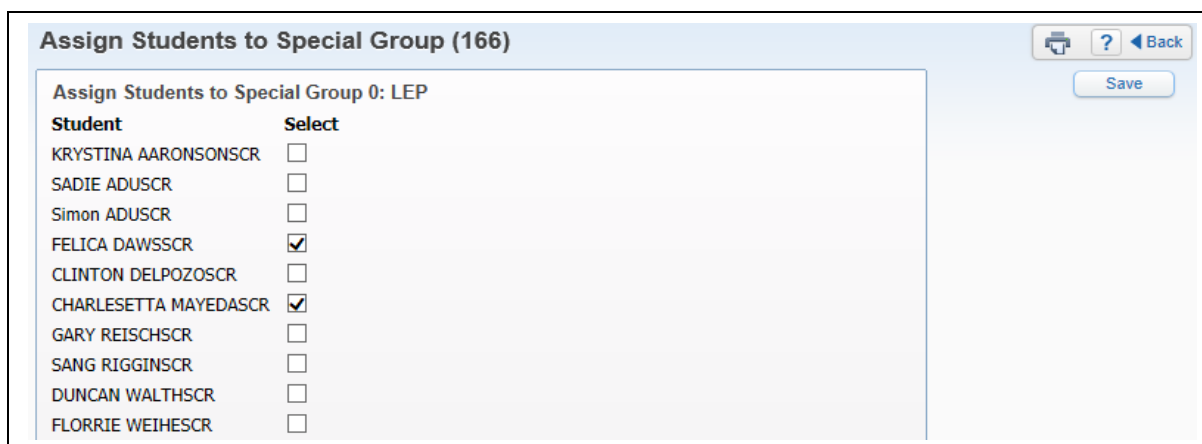 Assign Students to Special Group (166)
? Back
Save
Assign Students to Special Group 0: LEP
Student Select
KRYSTINA AARONSONSCR
SADIE ADUSCR
Simon ADUSCR
FELICA DAWSSCR
CLINTON DELPOZOSCR
CHARLESETTA MAYEDASCR
GARY REISCHSCR
SANG RIGGINSCR
DUNCAN WALTHSCR
FLORRIE WEIHESCR